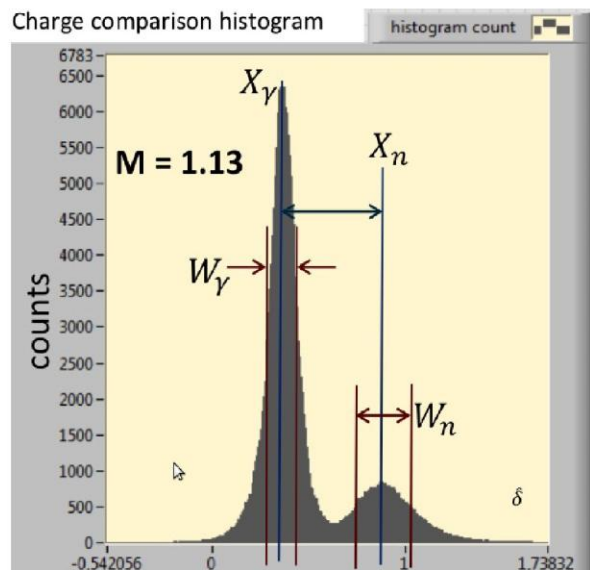 Charge comparison histogram
histogram count
6783
6500
6000
5500
5000
4500
4000
3500
3000
2500
2000
1500
1000
500
0
counts
M = 1.13
Xγ
Xn
Wγ
Wn
δ̂
-0.542056
0
1
1.73832